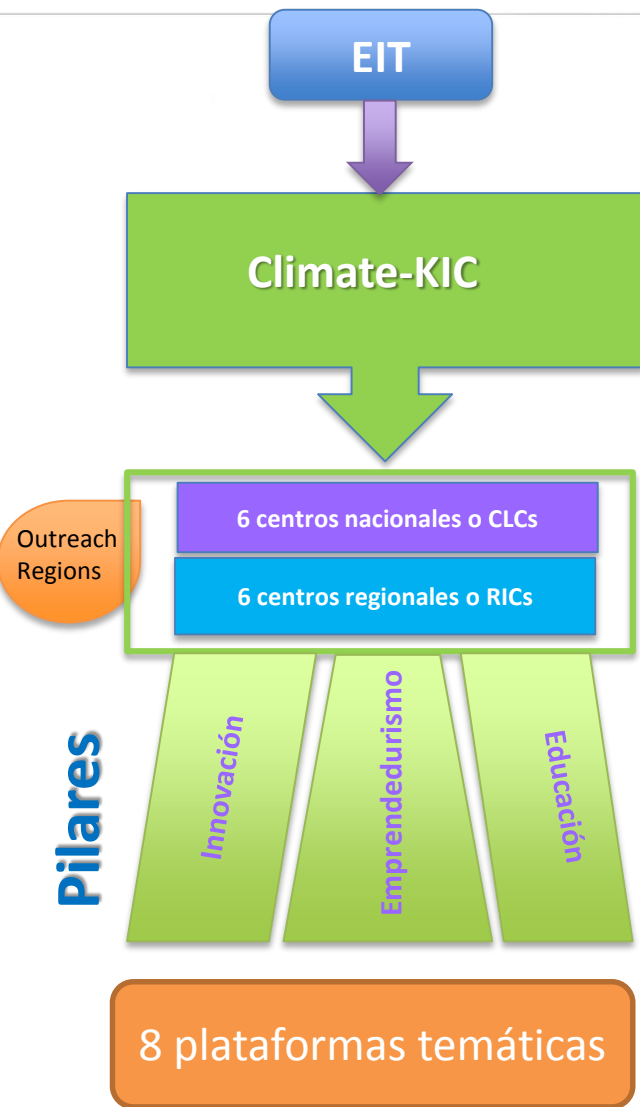 EIT
Climate-KIC
6 centros nacionales o CLCs
Outreach
Regions
6 centros regionales o RICs
Pilares
Innovación
Emprendedurismo
Educación
8 plataformas temáticas